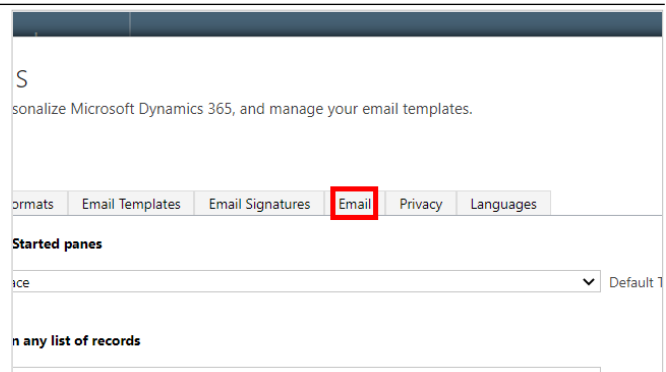 s
sonalize Microsoft Dynamics 365, and manage your email templates.
ormats Email Templates Email Signatures Email Privacy Languages
Started panes
ace Default T
n any list of records